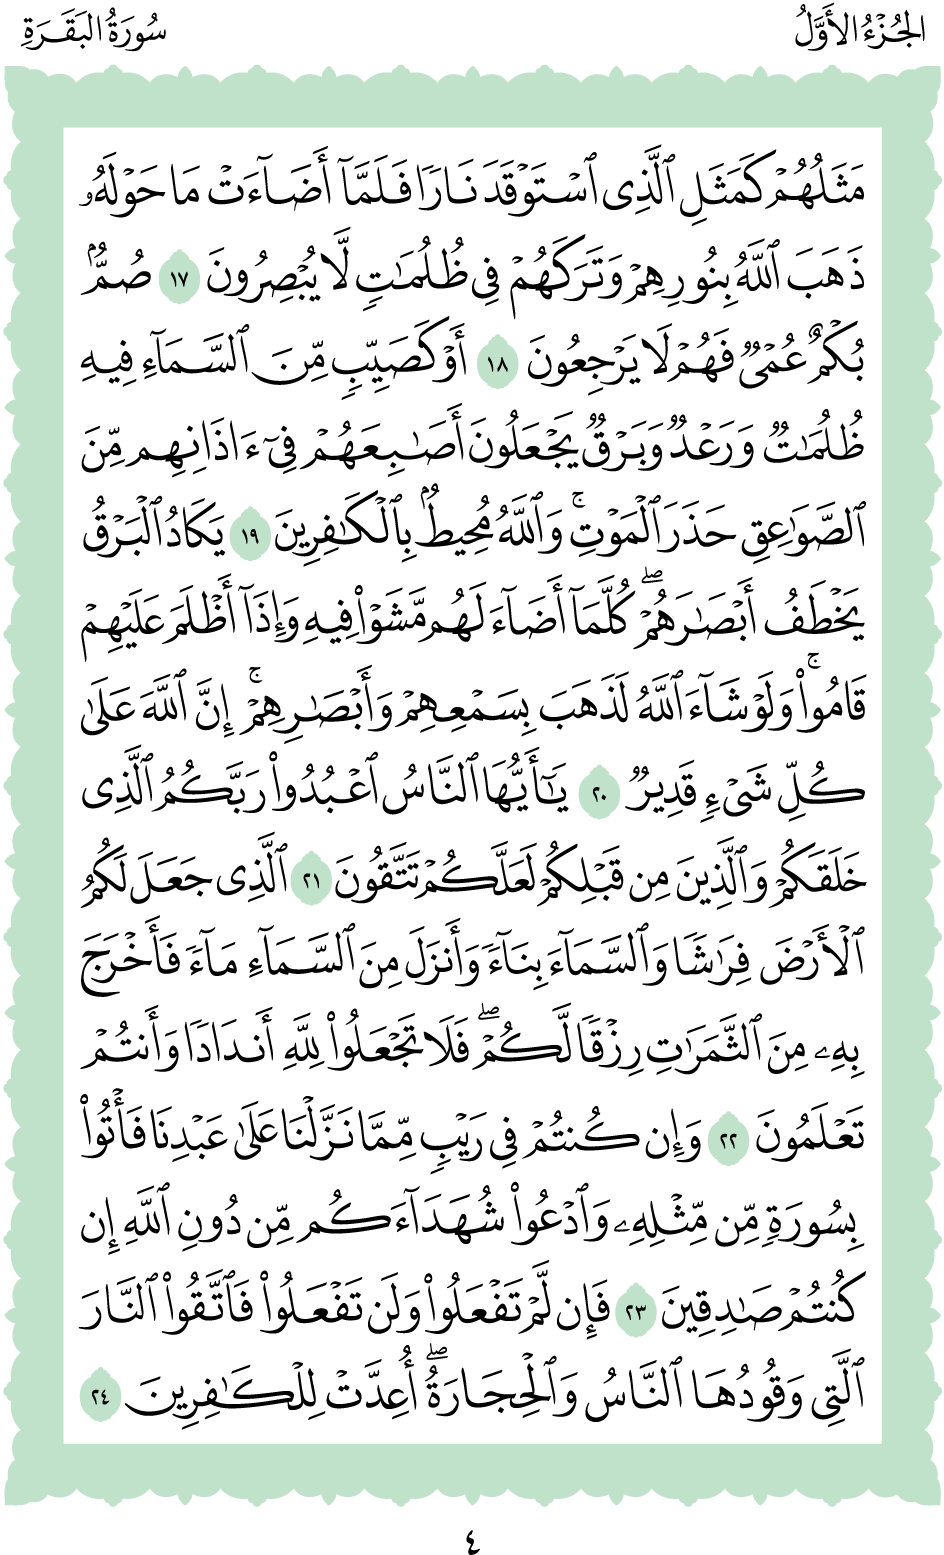 الجُزْءُ الأَوَّلُ
سُورَةُ البَقَرَةِ
مَثَلُهُمْ كَمَثَلِ ٱلَّذِى ٱسْتَوْقَدَ نَارًا فَلَمَّآ أَضَآءَتْ مَا حَوْلَهُۥ
ذَهَبَ ٱللَّهُ بِنُورِهِمْ وَتَرَكَهُمْ فِى ظُلُمَـٰتٍ لَّا يُبْصِرُونَ ١٧ صُمٌّۢ
بُكْمٌ عُمْىٌ فَهُمْ لَا يَرْجِعُونَ ١٨ أَوْ كَصَيِّبٍ مِّنَ ٱلسَّمَآءِ فِيهِ
ظُلُمَـٰتٌ وَرَعْدٌ وَبَرْقٌ يَجْعَلُونَ أَصَـٰبِعَهُمْ فِىٓ ءَاذَانِهِم مِّنَ
ٱلصَّوَٰعِقِ حَذَرَ ٱلْمَوْتِ ۚ وَٱللَّهُ مُحِيطٌۢ بِٱلْكَـٰفِرِينَ ١٩ يَكَادُ ٱلْبَرْقُ
يَخْطَفُ أَبْصَـٰرَهُمْ ۖ كُلَّمَآ أَضَآءَ لَهُم مَّشَوْا۟ فِيهِ وَإِذَآ أَظْلَمَ عَلَيْهِمْ
قَامُوا۟ ۚ وَلَوْ شَآءَ ٱللَّهُ لَذَهَبَ بِسَمْعِهِمْ وَأَبْصَـٰرِهِمْ ۚ إِنَّ ٱللَّهَ عَلَىٰ
كُلِّ شَىْءٍ قَدِيرٌ ٢٠ يَـٰٓأَيُّهَا ٱلنَّاسُ ٱعْبُدُوا۟ رَبَّكُمُ ٱلَّذِى
خَلَقَكُمْ وَٱلَّذِينَ مِن قَبْلِكُمْ لَعَلَّكُمْ تَتَّقُونَ ٢١ ٱلَّذِى جَعَلَ لَكُمُ
ٱلْأَرْضَ فِرَٰشًا وَٱلسَّمَآءَ بِنَآءً وَأَنزَلَ مِنَ ٱلسَّمَآءِ مَآءً فَأَخْرَجَ
بِهِۦ مِنَ ٱلثَّمَرَٰتِ رِزْقًا لَّكُمْ ۖ فَلَا تَجْعَلُوا۟ لِلَّهِ أَندَادًا وَأَنتُمْ
تَعْلَمُونَ ٢٢ وَإِن كُنتُمْ فِى رَيْبٍ مِّمَّا نَزَّلْنَا عَلَىٰ عَبْدِنَا فَأْتُوا۟
بِسُورَةٍ مِّن مِّثْلِهِۦ وَٱدْعُوا۟ شُهَدَآءَكُم مِّن دُونِ ٱللَّهِ إِن
كُنتُمْ صَـٰدِقِينَ ٢٣ فَإِن لَّمْ تَفْعَلُوا۟ وَلَن تَفْعَلُوا۟ فَٱتَّقُوا۟ ٱلنَّارَ
ٱلَّتِى وَقُودُهَا ٱلنَّاسُ وَٱلْحِجَارَةُ ۖ أُعِدَّتْ لِلْكَـٰفِرِينَ ٢٤
٤